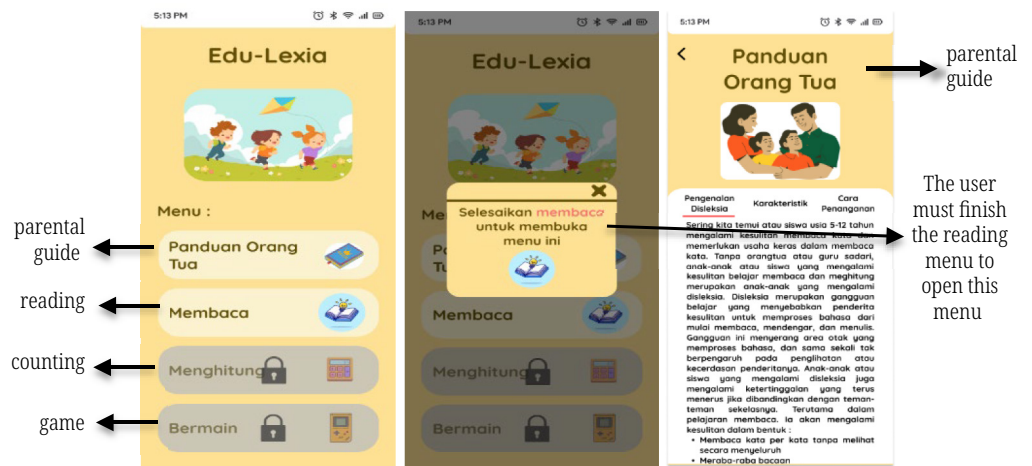 parental
guide
reading
counting
game
5:13 PM
Edu-Lexia
Menu :
Panduan Orang
Tua
Membaca
Menghitung
Bermain
5:13 PM
Edu-Lexia
Me
Selesaikan membaca
untuk membuka
menu ini
Pa
Tu
Membaca
Menghitung
Bermain
5:13 PM
Panduan
Orang Tua
Pengenalan
Disleksia
Karakteristik
Cara
Penanganan
Sering kita temui atau siswa usia 5-12 tahun
mengalami kesulitan membaca kata dan
memerlukan usaha keras dalam membaca
kata. Tanpa orangtua atau guru sadari,
anak-anak atau siswa yang mengalami
kesulitan belajar membaca dan meghitung
merupakan anak-anak yang mengalami
disleksia. Disleksia merupakan gangguan
belajar yang menyebabkan penderita
kesulitan untuk memproses bahasa dari
mulai membaca, mendengar, dan menulis.
Gangguan ini menyerang area otak yang
memproses bahasa, dan sama sekali tak
berpengaruh pada penglihatan atau
kecerdasan penderitanya. Anak-anak atau
siswa yang mengalami disleksia juga
mengalami ketertinggalan yang terus
menerus jika dibandingkan dengan teman-
teman sekelasnya. Terutama dalam
pelajaran membaca. Ia akan mengalami
kesulitan dalam bentuk :
• Membaca kata per kata tanpa melihat
secara menyeluruh
• Meraba-raba bacaan
parental
guide
The user
must finish
the reading
menu to
open this
menu